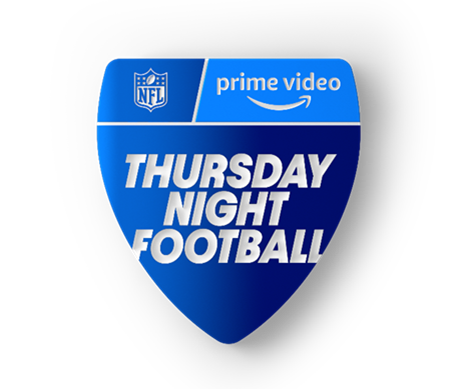 NFL
prime video
THURSDAY
NIGHT
FOOTBALL